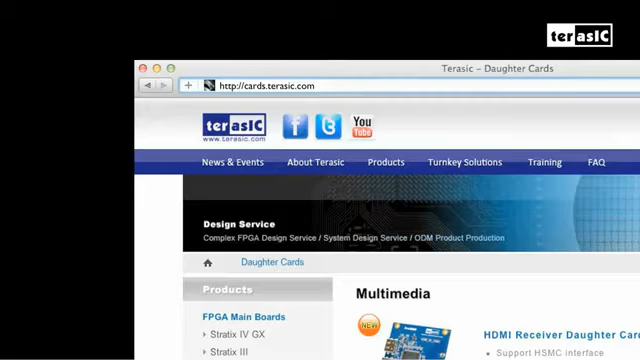 terasIC
Terasic – Daughter Cards
http://cards.terasic.com
terasIC
www.terasic.com
f
t
You
Tube
News & Events
About Terasic
Products
Turnkey Solutions
Training
FAQ
Design Service
Complex FPGA Design Service / System Design Service / ODM Product Production
Daughter Cards
Products
Multimedia
FPGA Main Boards
NEW
HDMI Receiver Daughter Car
Stratix IV GX
Support HSMC interface
Stratix III